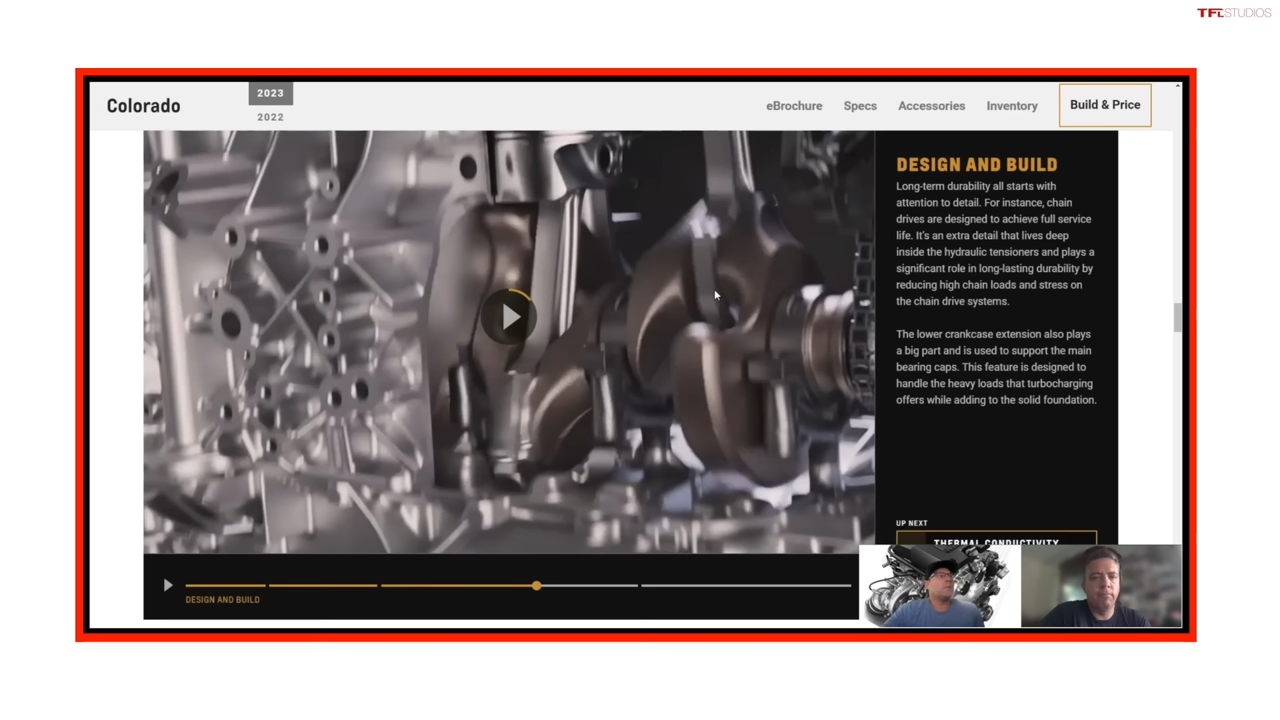 TFLSTUDIOS
Colorado
2023
2022
eBrochure
Specs
Accessories
Inventory
Build & Price
DESIGN AND BUILD
Long-term durability all starts with
attention to detail. For instance, chain
drives are designed to achieve full service
life. It's an extra detail that lives deep
inside the hydraulic tensioners and plays a
significant role in long-lasting durability by
reducing high chain loads and stress on
the chain drive systems.
The lower crankcase extension also plays
a big part and is used to support the main
bearing caps. This feature is designed to
handle the heavy loads that turbocharging
offers while adding to the solid foundation.
UP NEXT
THERMAL CONDUCTIVITY
DESIGN AND BUILD